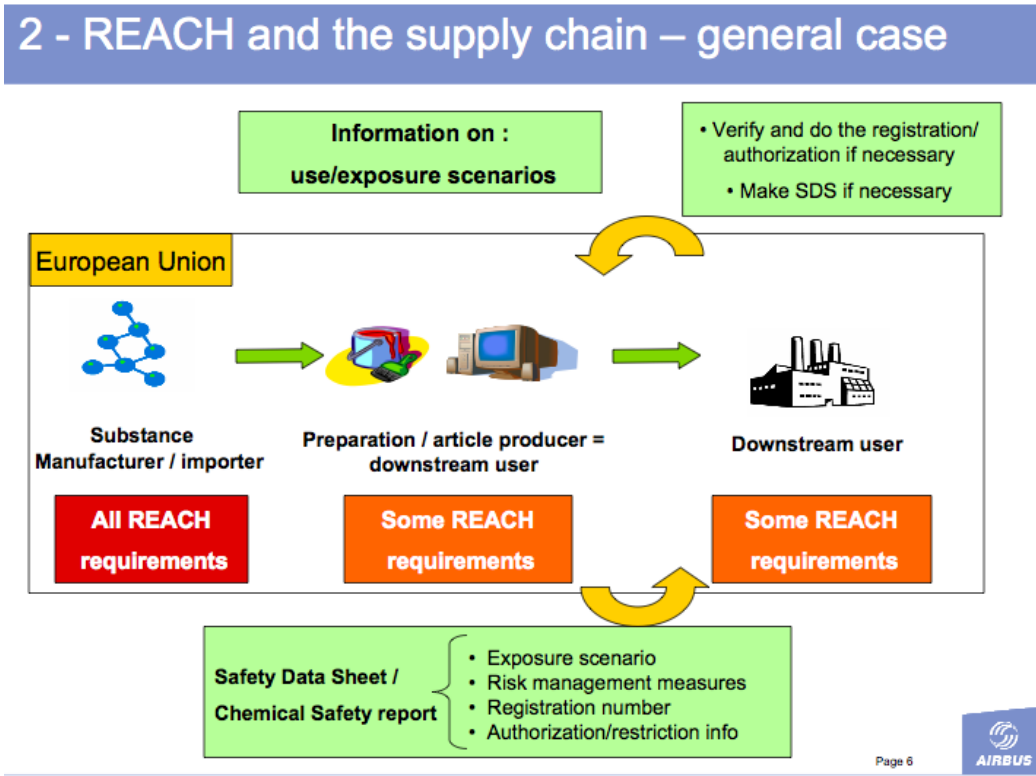 2 - REACH and the supply chain – general case
Information on :
use/exposure scenarios
• Verify and do the registration/
authorization if necessary
• Make SDS if necessary
European Union
Substance
Manufacturer / importer
Preparation / article producer =
downstream user
Downstream user
All REACH
requirements
Some REACH
requirements
Some REACH
requirements
Safety Data Sheet /
Chemical Safety report
• Exposure scenario
• Risk management measures
• Registration number
• Authorization/restriction info
Page 6
AIRBUS